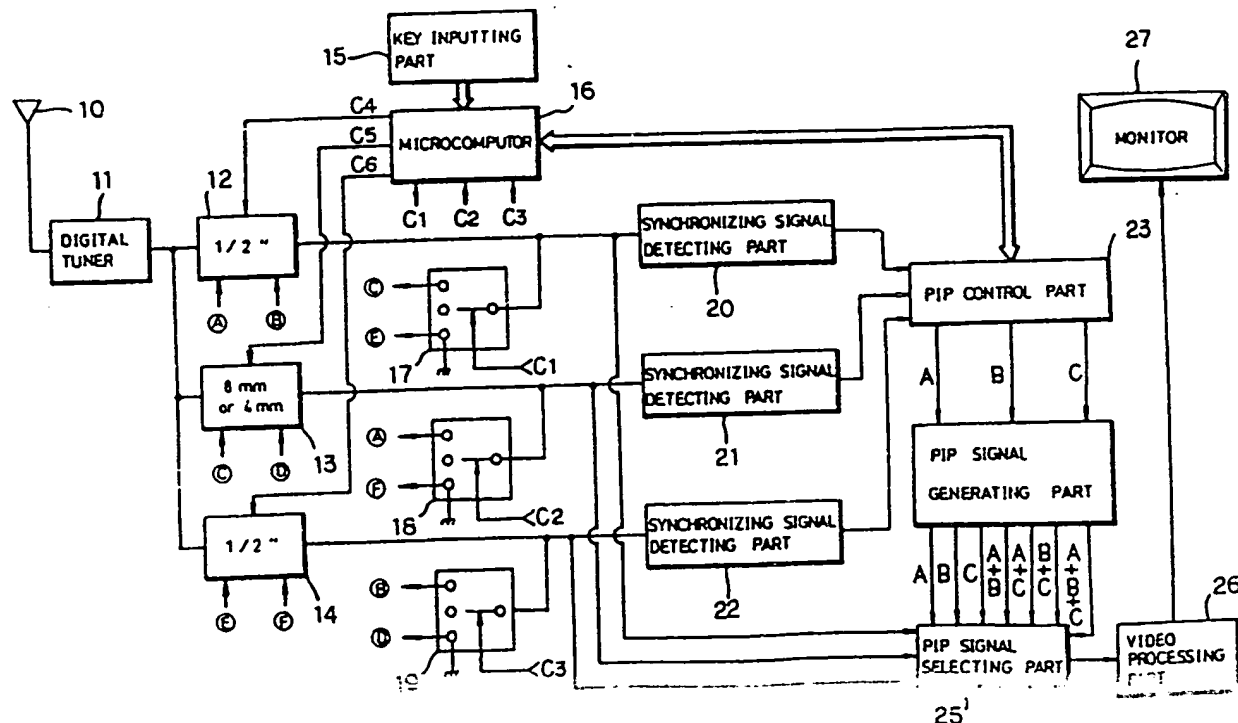 15
KEY INPUTTING
PART
27
10
16
C4
C5
C6
MICROCOMPUTOR
MONITOR
11
12
C1
C2
C3
DIGITAL
TUNER
1/2"
SYNCHRONIZING SIGNAL
DETECTING PART
23
PIP CONTROL PART
20
A
B
C
E
17
C1
8 mm
or 4 mm
SYNCHRONIZING SIGNAL
DETECTING PART
A
B
C
C
D
13
A
F
21
PIP SIGNAL
GENERATING PART
18
C2
1/2"
SYNCHRONIZING SIGNAL
DETECTING PART
E
F
14
B
D
22
A
B
C
A+B
A+C
B+C
A+B+C
26
19
C3
PIP SIGNAL
SELECTING PART
VIDEO
PROCESSING
PART
25